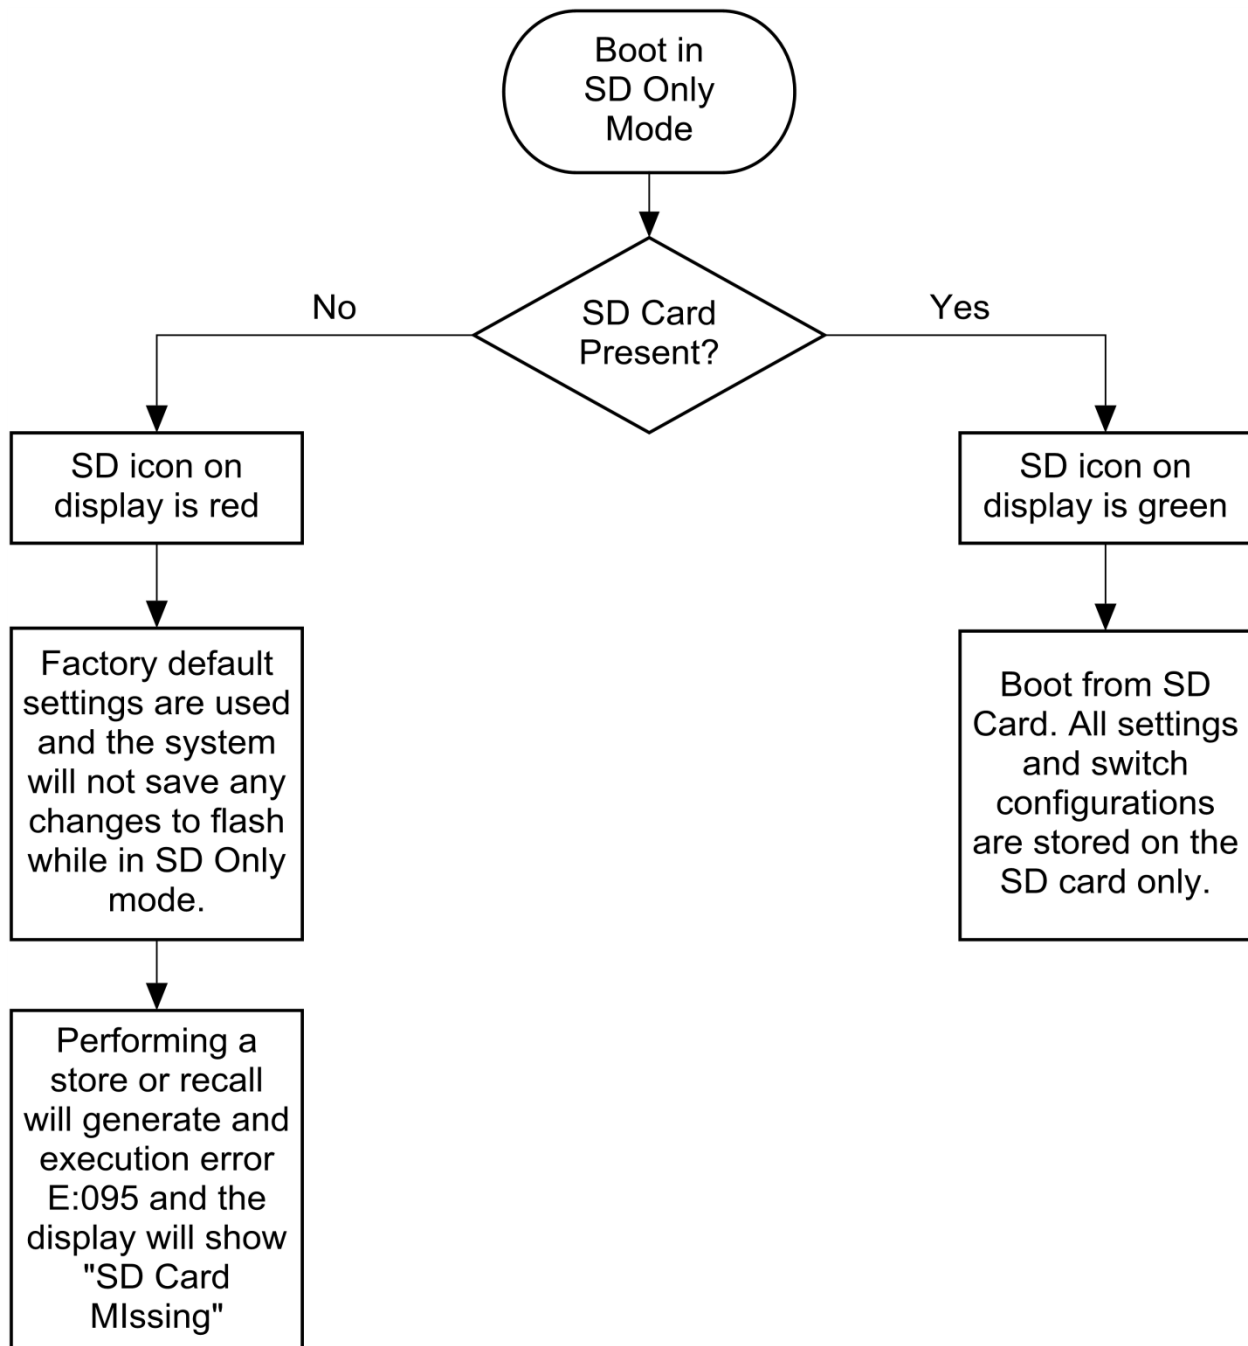 Boot in
SD Only
Mode
SD Card
Present?
No
Yes
SD icon on
display is red
SD icon on
display is green
Factory default
settings are used
and the system
will not save any
changes to flash
while in SD Only
mode.
Boot from SD
Card. All settings
and switch
configurations
are stored on the
SD card only.
Performing a
store or recall
will generate and
execution error
E:095 and the
display will show
"SD Card
MIssing"